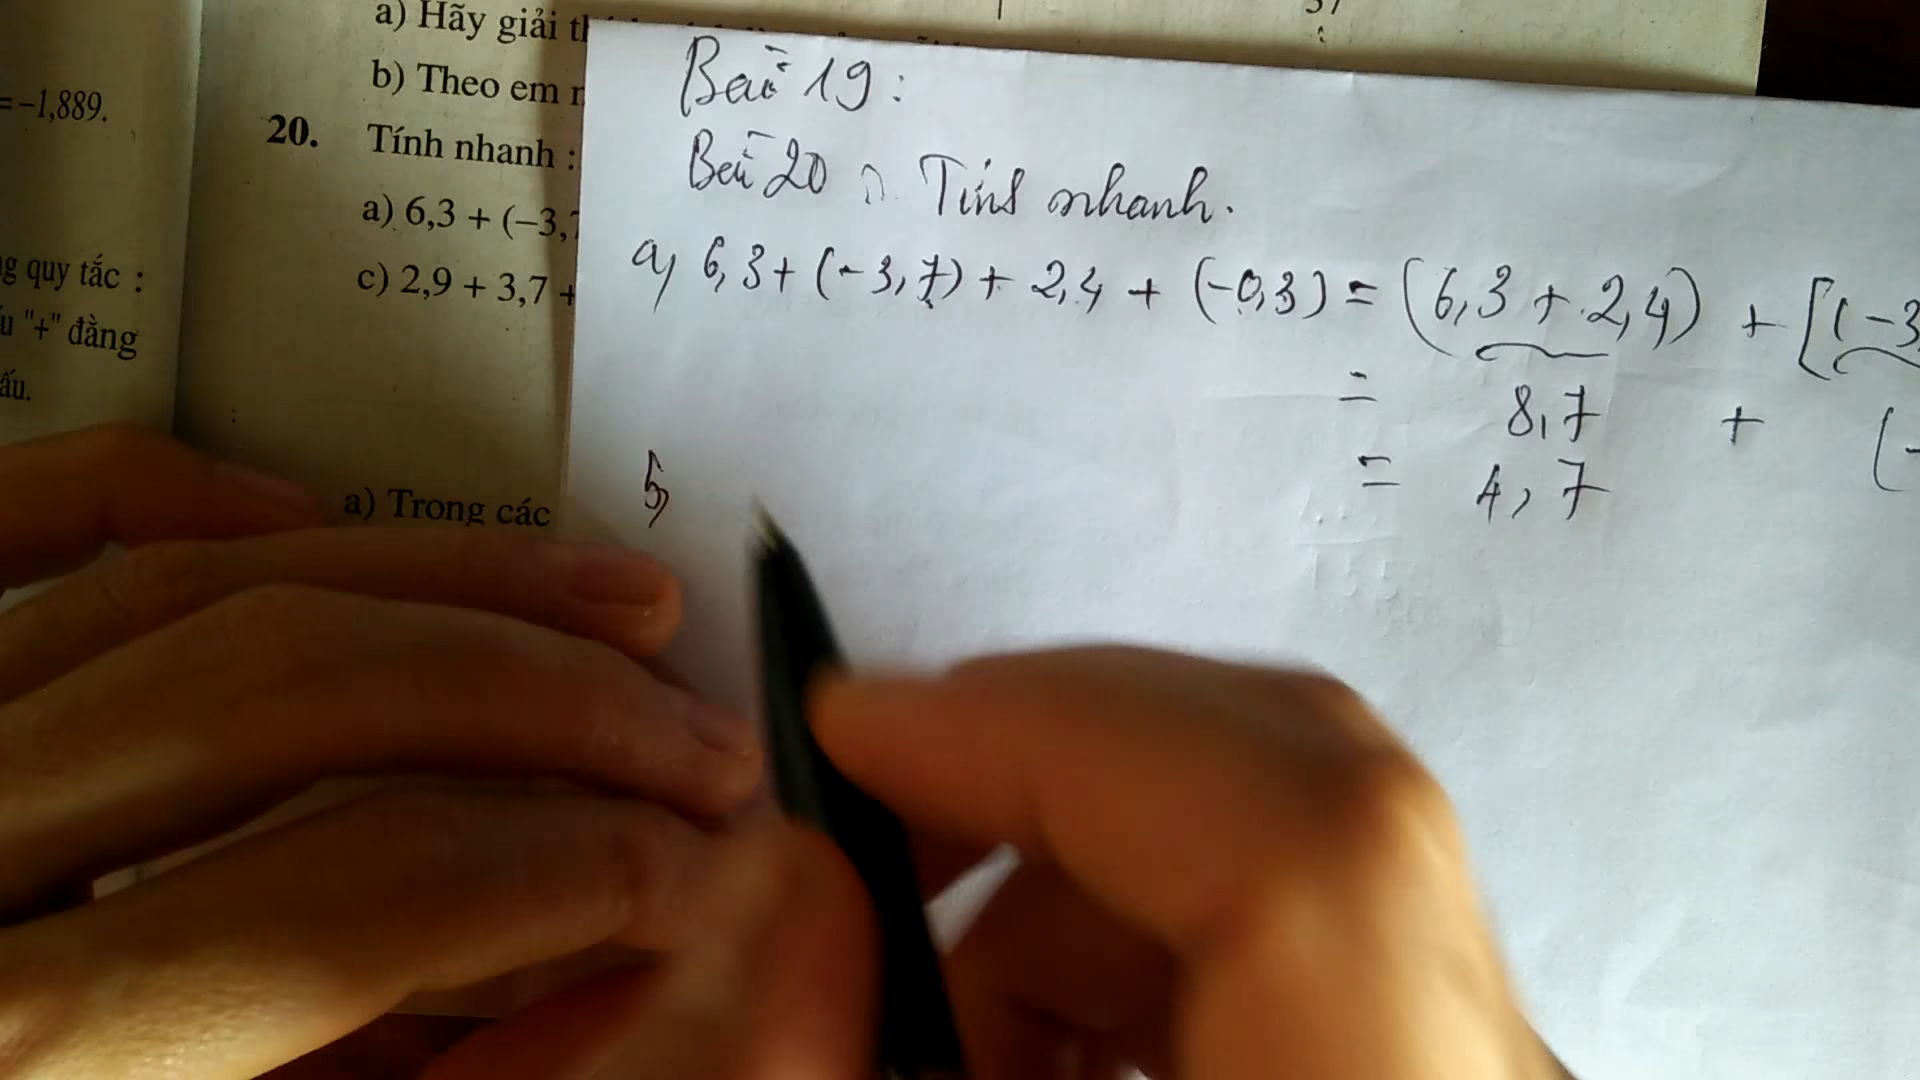 a) Hãy giải
b) Theo em
= −1,889.
20. Tính nhanh :
a) 6,3 + (−3,7
c) 2,9 + 3,7 +
g quy tắc :
u "+" đằng
ấu.
a) Trong các
Bài 19 :
Bài 20 : Tính nhanh.
a, 6,3 + (-3,7) + 2,4 + (-0,3) = (6,3 + 2,4) + [(-3,
= 8,7 + (-
= 4,7
b,